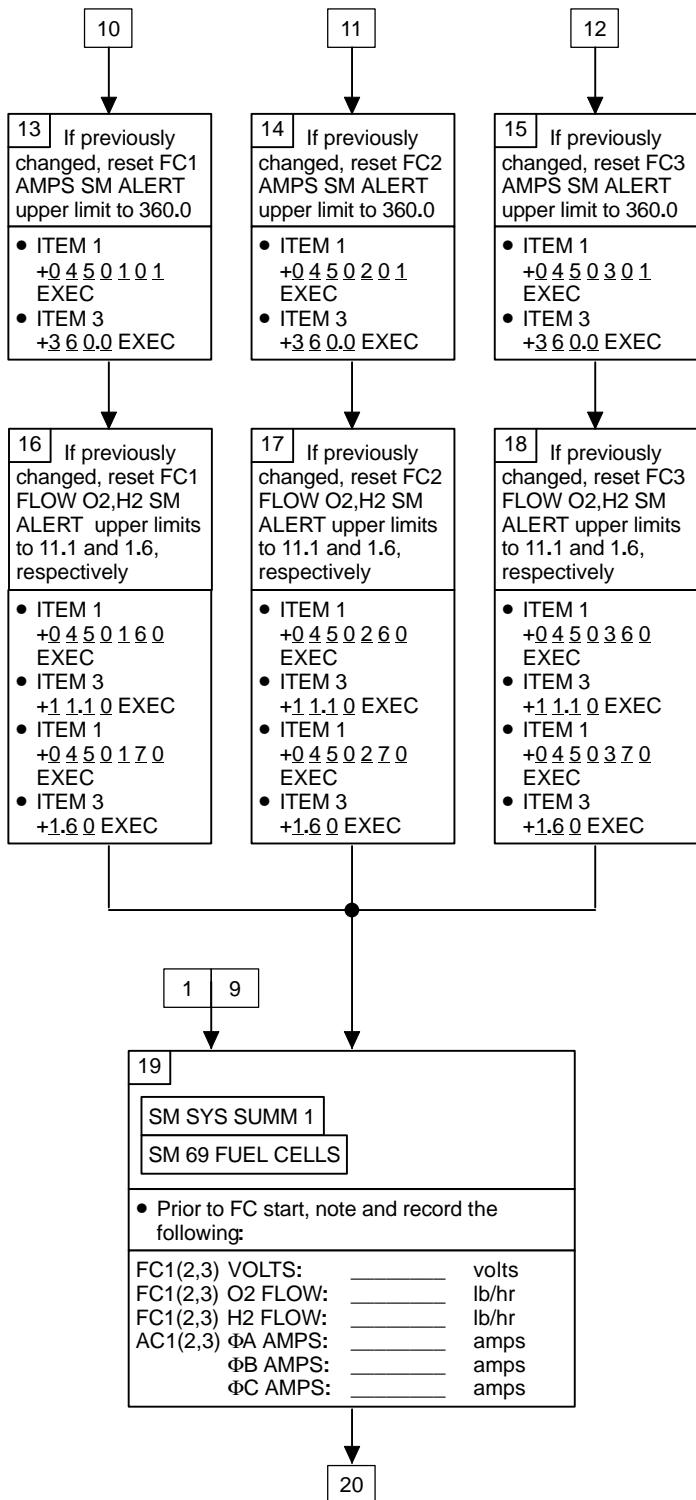 10
11
12
13 If previously
changed, reset FC1
AMPS SM ALERT
upper limit to 360.0
• ITEM 1
+0 4 5 0 1 0 1
EXEC
• ITEM 3
+3 6 0.0 EXEC
14 If previously
changed, reset FC2
AMPS SM ALERT
upper limit to 360.0
• ITEM 1
+0 4 5 0 2 0 1
EXEC
• ITEM 3
+3 6 0.0 EXEC
15 If previously
changed, reset FC3
AMPS SM ALERT
upper limit to 360.0
• ITEM 1
+0 4 5 0 3 0 1
EXEC
• ITEM 3
+3 6 0.0 EXEC
16 If previously
changed, reset FC1
FLOW O2,H2 SM
ALERT upper limits
to 11.1 and 1.6,
respectively
• ITEM 1
+0 4 5 0 1 6 0
EXEC
• ITEM 3
+1 1.1 0 EXEC
• ITEM 1
+0 4 5 0 1 7 0
EXEC
• ITEM 3
+1.6 0 EXEC
17 If previously
changed, reset FC2
FLOW O2,H2 SM
ALERT upper limits
to 11.1 and 1.6,
respectively
• ITEM 1
+0 4 5 0 2 6 0
EXEC
• ITEM 3
+1 1.1 0 EXEC
• ITEM 1
+0 4 5 0 2 7 0
EXEC
• ITEM 3
+1.6 0 EXEC
18 If previously
changed, reset FC3
FLOW O2,H2 SM
ALERT upper limits
to 11.1 and 1.6,
respectively
• ITEM 1
+0 4 5 0 3 6 0
EXEC
• ITEM 3
+1 1.1 0 EXEC
• ITEM 1
+0 4 5 0 3 7 0
EXEC
• ITEM 3
+1.6 0 EXEC
1 9
19
SM SYS SUMM 1
SM 69 FUEL CELLS
• Prior to FC start, note and record the
following:
FC1(2,3) VOLTS: ________ volts
FC1(2,3) O2 FLOW: ________ lb/hr
FC1(2,3) H2 FLOW: ________ lb/hr
AC1(2,3) ΦA AMPS: ________ amps
ΦB AMPS: ________ amps
ΦC AMPS: ________ amps
20